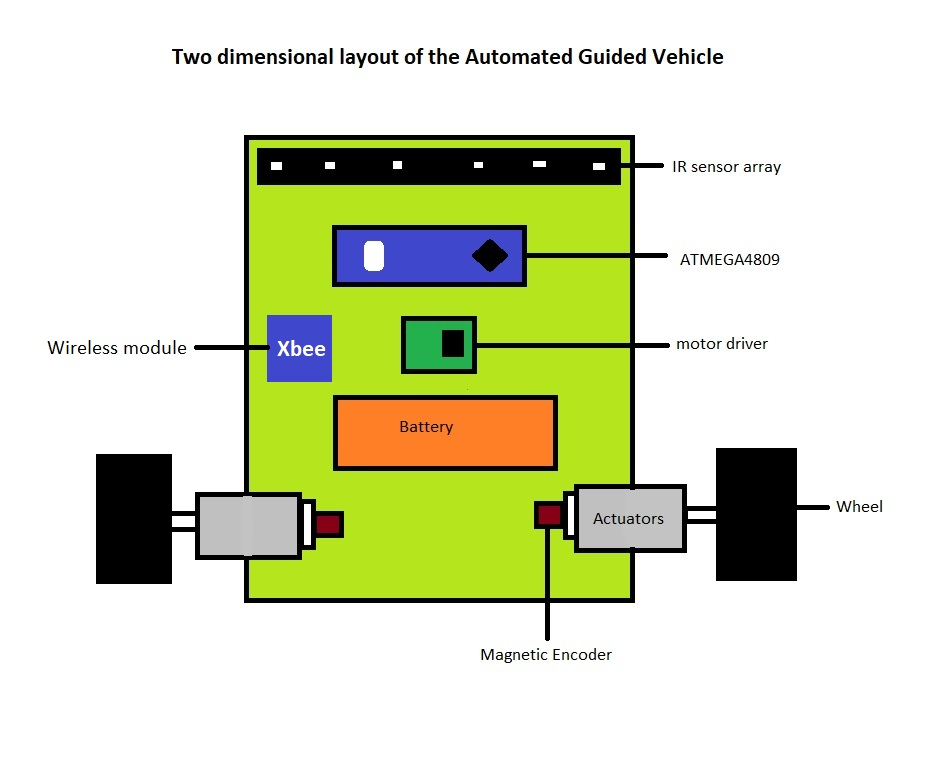 Two dimensional layout of the Automated Guided Vehicle
IR sensor array
ATMEGA4809
Wireless module
Xbee
motor driver
Battery
Actuators
Wheel
Magnetic Encoder